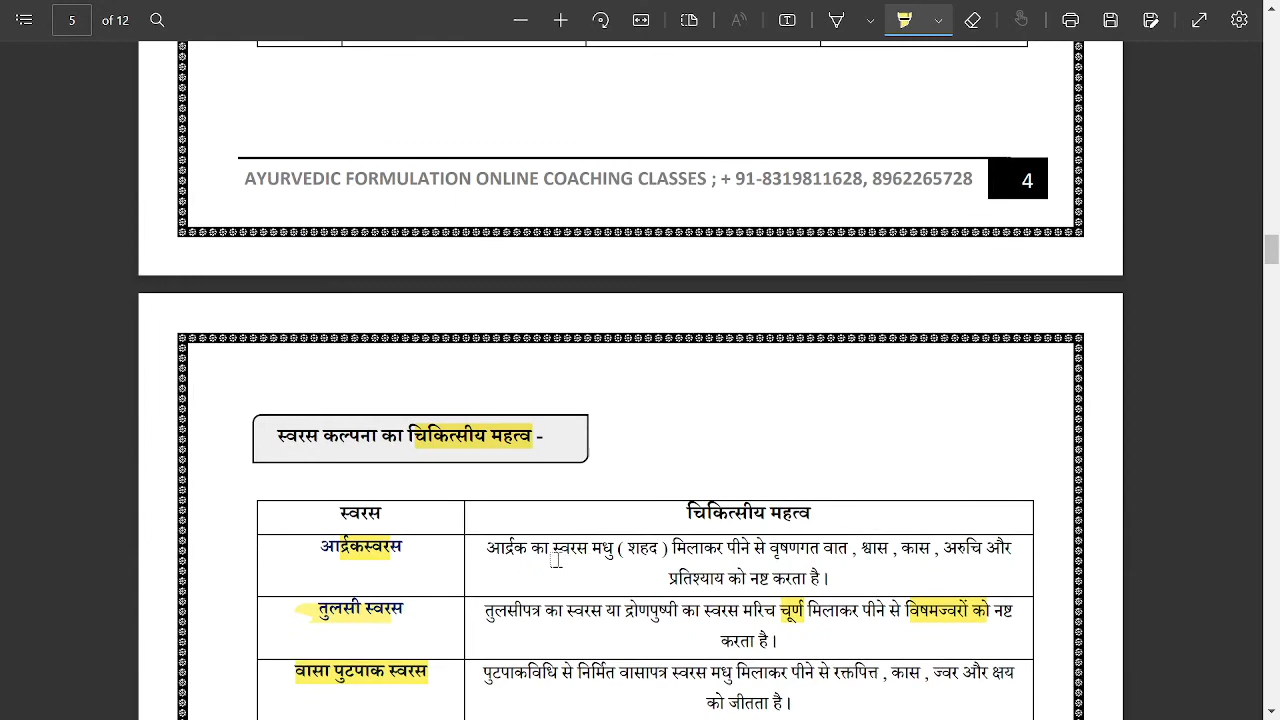 5 of 12
AYURVEDIC FORMULATION ONLINE COACHING CLASSES ; + 91-8319811628, 8962265728
4
स्वरस कल्पना का चिकित्सीय महत्व -
स्वरस
चिकित्सीय महत्व
आर्द्रकस्वरस
आर्द्रक का स्वरस मधु ( शहद ) मिलाकर पीने से वृषणगत वात , श्वास , कास , अरुचि और
प्रतिश्याय को नष्ट करता है।
तुलसी स्वरस
तुलसीपत्र का स्वरस या द्रोणपुष्पी का स्वरस मरिच चूर्ण मिलाकर पीने से विषमज्वरों को नष्ट
करता है।
वासा पुटपाक स्वरस
पुटपाकविधि से निर्मित वासापत्र स्वरस मधु मिलाकर पीने से रक्तपित्त , कास , ज्वर और क्षय
को जीतता है।